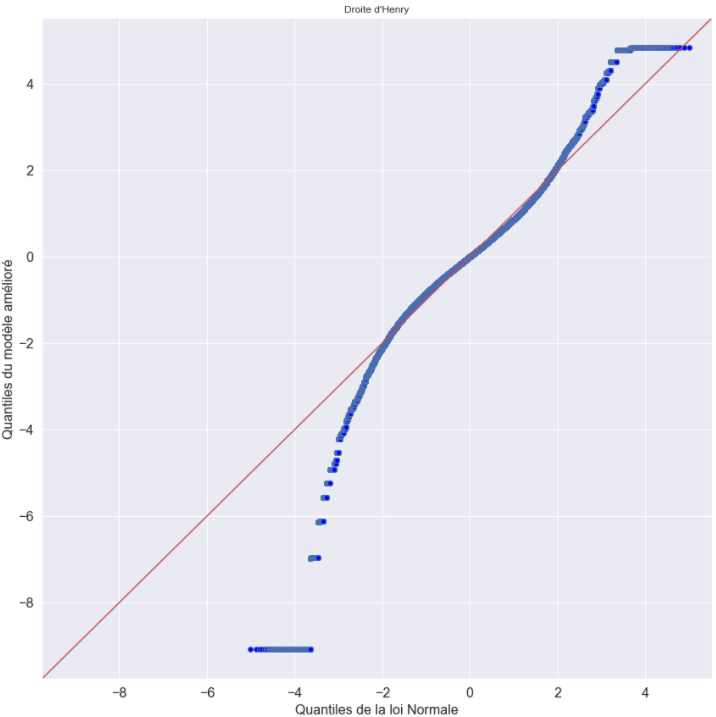 Droite d'Henry
Quantiles du modèle amélioré
4
2
0
−2
−4
−6
−8
−8 −6 −4 −2 0 2 4
Quantiles de la loi Normale